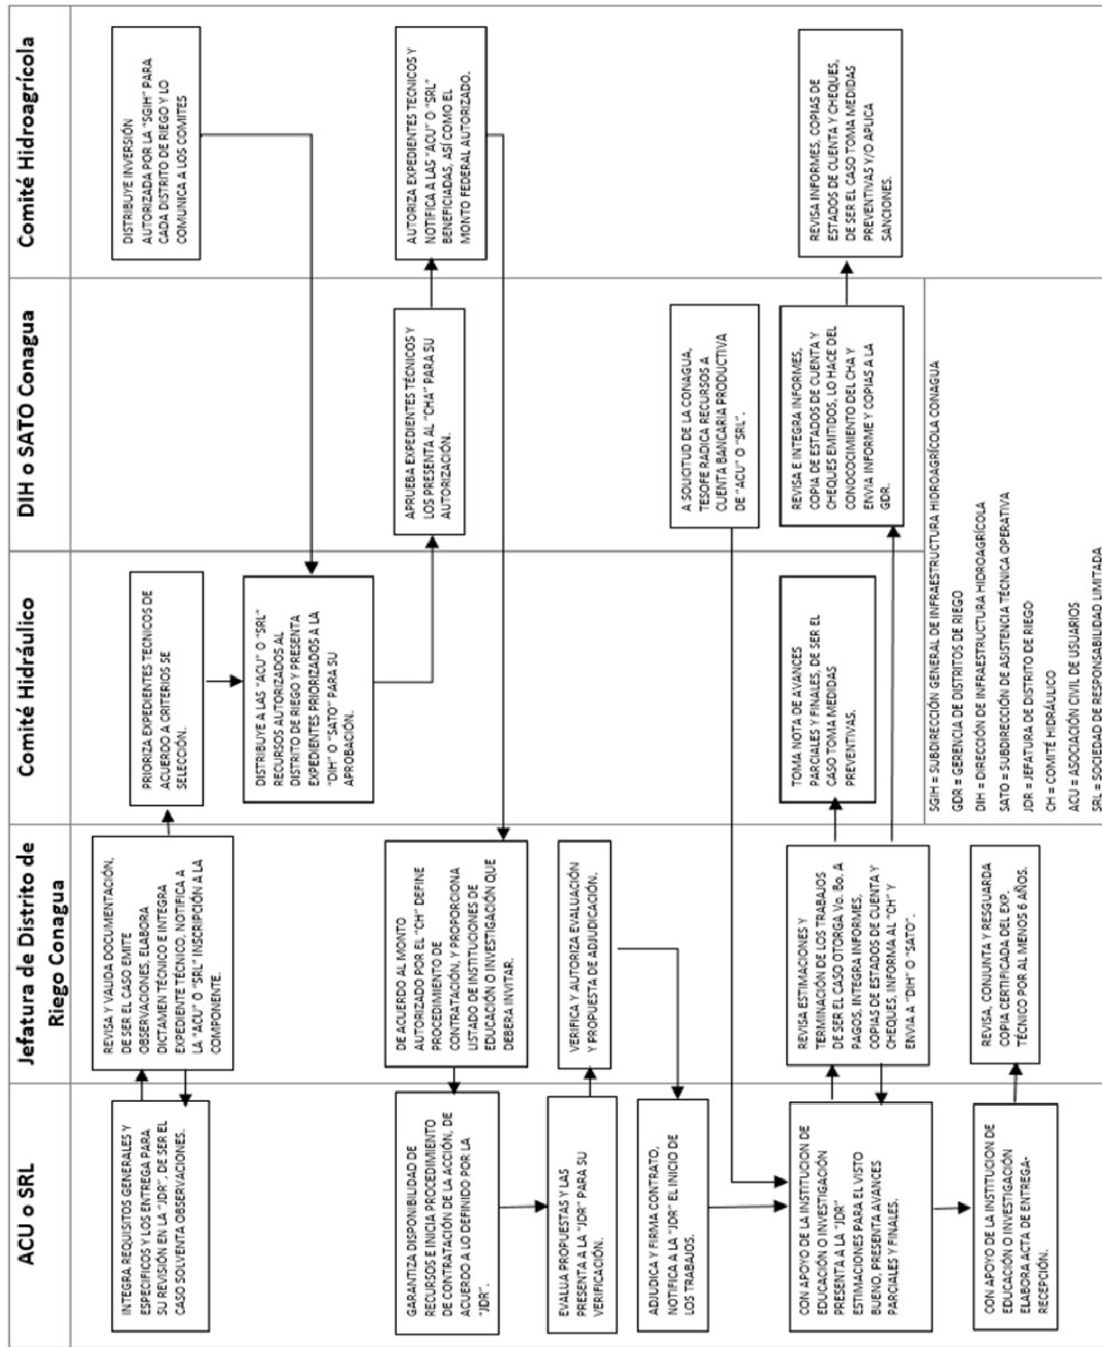 ACU o SRL
Jefatura de Distrito de
Riego Conagua
Comité Hidráulico
DIH o SATO Conagua
Comité Hidroagrícola
INTEGRA REQUISITOS GENERALES Y
ESPECIFICOS Y LOS ENTREGA PARA
SU REVISIÓN EN LA "JDR", DE SER EL
CASO SOLVENTA OBSERVACIONES.
REVISA Y VALIDA DOCUMENTACIÓN,
DE SER EL CASO EMITE
OBSERVACIONES, ELABORA
DICTAMEN TÉCNICO E INTEGRA
EXPEDIENTE TÉCNICO, NOTIFICA A
LA "ACU" O "SRL" INSCRIPCIÓN A LA
COMPONENTE.
PRIORIZA EXPEDIENTES TECNICOS DE
ACUERDO A CRITERIOS SE
SELECCIÓN.
DISTRIBUYE INVERSIÓN
AUTORIZADA POR LA "SGIH" PARA
CADA DISTRITO DE RIEGO Y LO
COMUNICA A LOS COMITES
DISTRIBUYE A LAS "ACU" O "SRL"
RECURSOS AUTORIZADOS AL
DISTRITO DE RIEGO Y PRESENTA
EXPEDIENTES PRIORIZADOS A LA
"DIH" O "SATO" PARA SU
APROBACIÓN.
APRUEBA EXPEDIENTES TÉCNICOS Y
LOS PRESENTA AL "CHA" PARA SU
AUTORIZACIÓN.
AUTORIZA EXPEDIENTES TECNICOS Y
NOTIFICA A LAS "ACU" O "SRL"
BENEFICIADAS, ASÍ COMO EL
MONTO FEDERAL AUTORIZADO.
DE ACUERDO AL MONTO
AUTORIZADO POR EL "CH" DEFINE
PROCEDIMIENTO DE
CONTRATACIÓN, Y PROPORCIONA
LISTADO DE INSTITUCIONES DE
EDUCACIÓN O INVESTIGACIÓN QUE
DEBERA INVITAR.
GARANTIZA DISPONIBILIDAD DE
RECURSOS E INICIA PROCEDIMIENTO
DE CONTRATACIÓN DE LA ACCIÓN, DE
ACUERDO A LO DEFINIDO POR LA
"JDR".
EVALUA PROPUESTAS Y LAS
PRESENTA A LA "JDR" PARA SU
VERIFICACIÓN.
VERIFICA Y AUTORIZA EVALUACIÓN
Y PROPUESTA DE ADJUDICACIÓN.
ADJUDICA Y FIRMA CONTRATO,
NOTIFICA A LA "JDR" EL INICIO DE
LOS TRABAJOS.
A SOLICITUD DE LA CONAGUA,
TESOFE RADICA RECURSOS A
CUENTA BANCARIA PRODUCTIVA
DE "ACU" O "SRL".
CON APOYO DE LA INSTITUCION DE
EDUCACIÓN O INVESTIGACIÓN
PRESENTA A LA "JDR"
ESTIMACIONES PARA EL VISTO
BUENO, PRESENTA AVANCES
PARCIALES Y FINALES.
REVISA ESTIMACIONES Y
TERMINACIÓN DE LOS TRABAJOS
DE SER EL CASO OTORGA Vo. Bo. A
PAGOS, INTEGRA INFORMES,
COPIAS DE ESTADOS DE CUENTA Y
CHEQUES, INFORMA AL "CH" Y
ENVIA A "DIH" O "SATO".
TOMA NOTA DE AVANCES
PARCIALES Y FINALES, DE SER EL
CASO TOMA MEDIDAS
PREVENTIVAS.
REVISA E INTEGRA INFORMES,
COPIA DE ESTADOS DE CUENTA Y
CHEQUES EMITIDOS, LO HACE DEL
CONOCOCIMIENTO DEL CHA Y
ENVIA INFORME Y COPIAS A LA
GDR.
REVISA INFORMES, COPIAS DE
ESTADOS DE CUENTA Y CHEQUES,
DE SER EL CASO TOMA MEDIDAS
PREVENTIVAS Y/O APLICA
SANCIONES.
CON APOYO DE LA INSTITUCION DE
EDUCACIÓN O INVESTIGACIÓN
ELABORA ACTA DE ENTREGA-
RECEPCIÓN.
REVISA, CONJUNTA Y RESGUARDA
COPIA CERTIFICADA DEL EXP.
TÉCNICO POR AL MENOS 6 AÑOS.
SGIH = SUBDIRECCIÓN GENERAL DE INFRAESTRUCTURA HIDROAGRÍCOLA CONAGUA
GDR = GERENCIA DE DISTRITOS DE RIEGO
DIH = DIRECCIÓN DE INFRAESTRUCTURA HIDROAGRÍCOLA
SATO = SUBDIRECCIÓN DE ASISTENCIA TÉCNICA OPERATIVA
JDR = JEFATURA DE DISTRITO DE RIEGO
CH = COMITÉ HIDRÁULICO
ACU = ASOCIACIÓN CIVIL DE USUARIOS
SRL = SOCIEDAD DE RESPONSABILIDAD LIMITADA